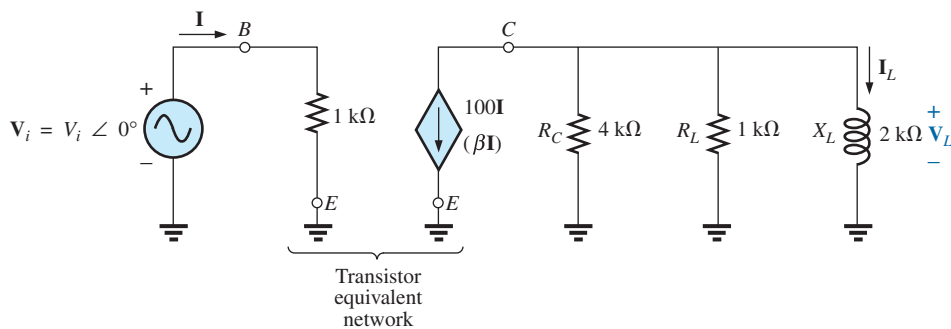 I
B
C
I_L
+
V_i = V_i ∠ 0°
–
1 kΩ
100I
(βI)
R_C
4 kΩ
R_L
1 kΩ
X_L
2 kΩ
+
V_L
–
E
E
Transistor
equivalent
network